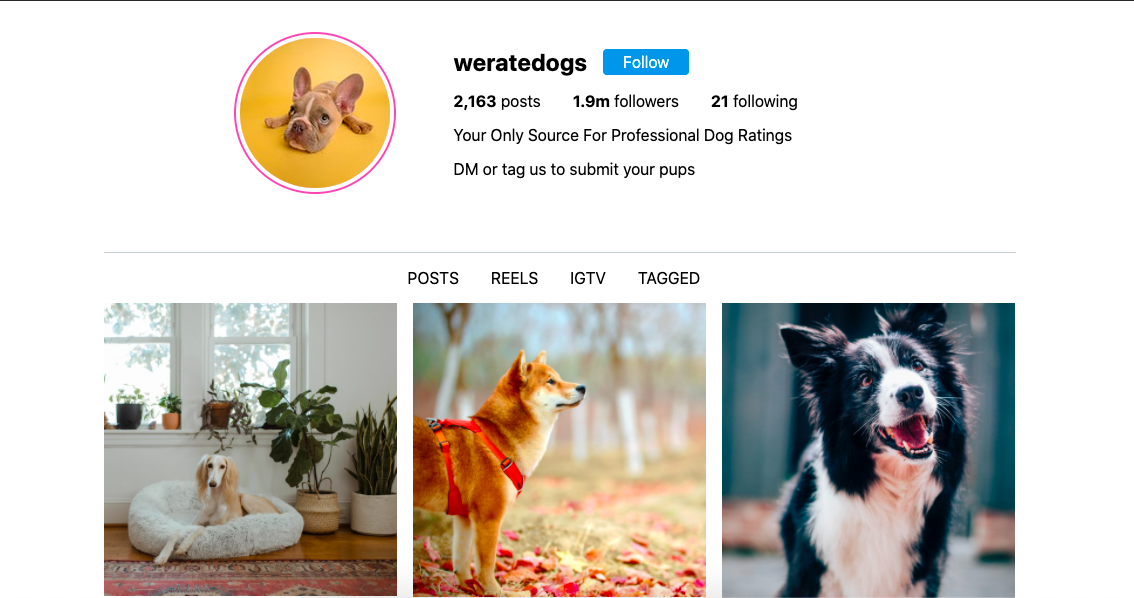 weratedogs Follow
2,163 posts 1.9m followers 21 following
Your Only Source For Professional Dog Ratings
DM or tag us to submit your pups
POSTS REELS IGTV TAGGED